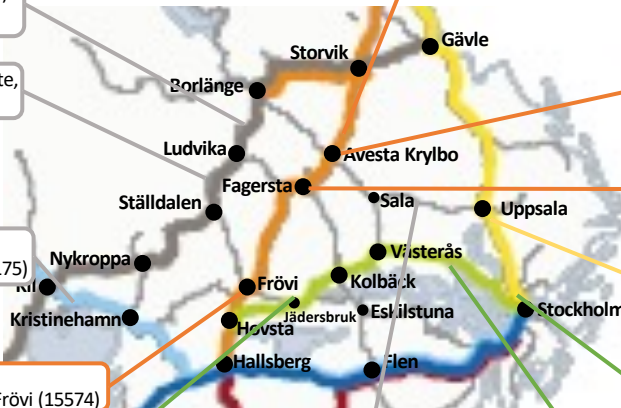 Gävle
Storvik
te,
Borlänge
Ludvika
Avesta Krylbo
Fagersta
Sala
Ställdalen
Uppsala
Västerås
Nykroppa
175)
Kil
Frövi
Kolbäck
Jädersbruk
Eskilstuna
Stockholm
Kristinehamn
Hovsta
Hallsberg
Flen
Frövi (15574)